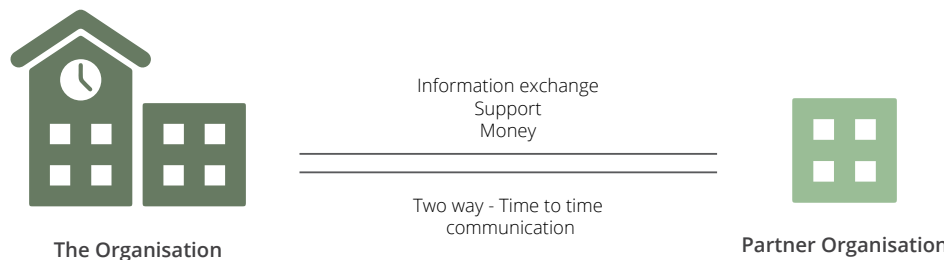 Information exchange
Support
Money
Two way - Time to time
communication
The Organisation
Partner Organisation